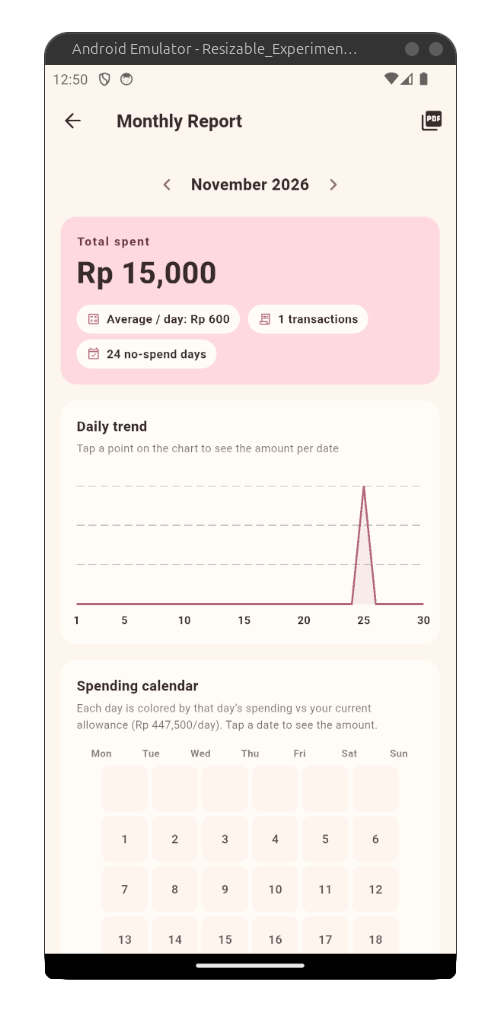 Android Emulator - Resizable_Experimen...
12:50
Monthly Report
PDF
November 2026
Total spent
Rp 15,000
Average / day: Rp 600
1 transactions
24 no-spend days
Daily trend
Tap a point on the chart to see the amount per date
1 5 10 15 20 25 30
Spending calendar
Each day is colored by that day's spending vs your current
allowance (Rp 447,500/day). Tap a date to see the amount.
Mon Tue Wed Thu Fri Sat Sun
1 2 3 4 5 6
7 8 9 10 11 12
13 14 15 16 17 18